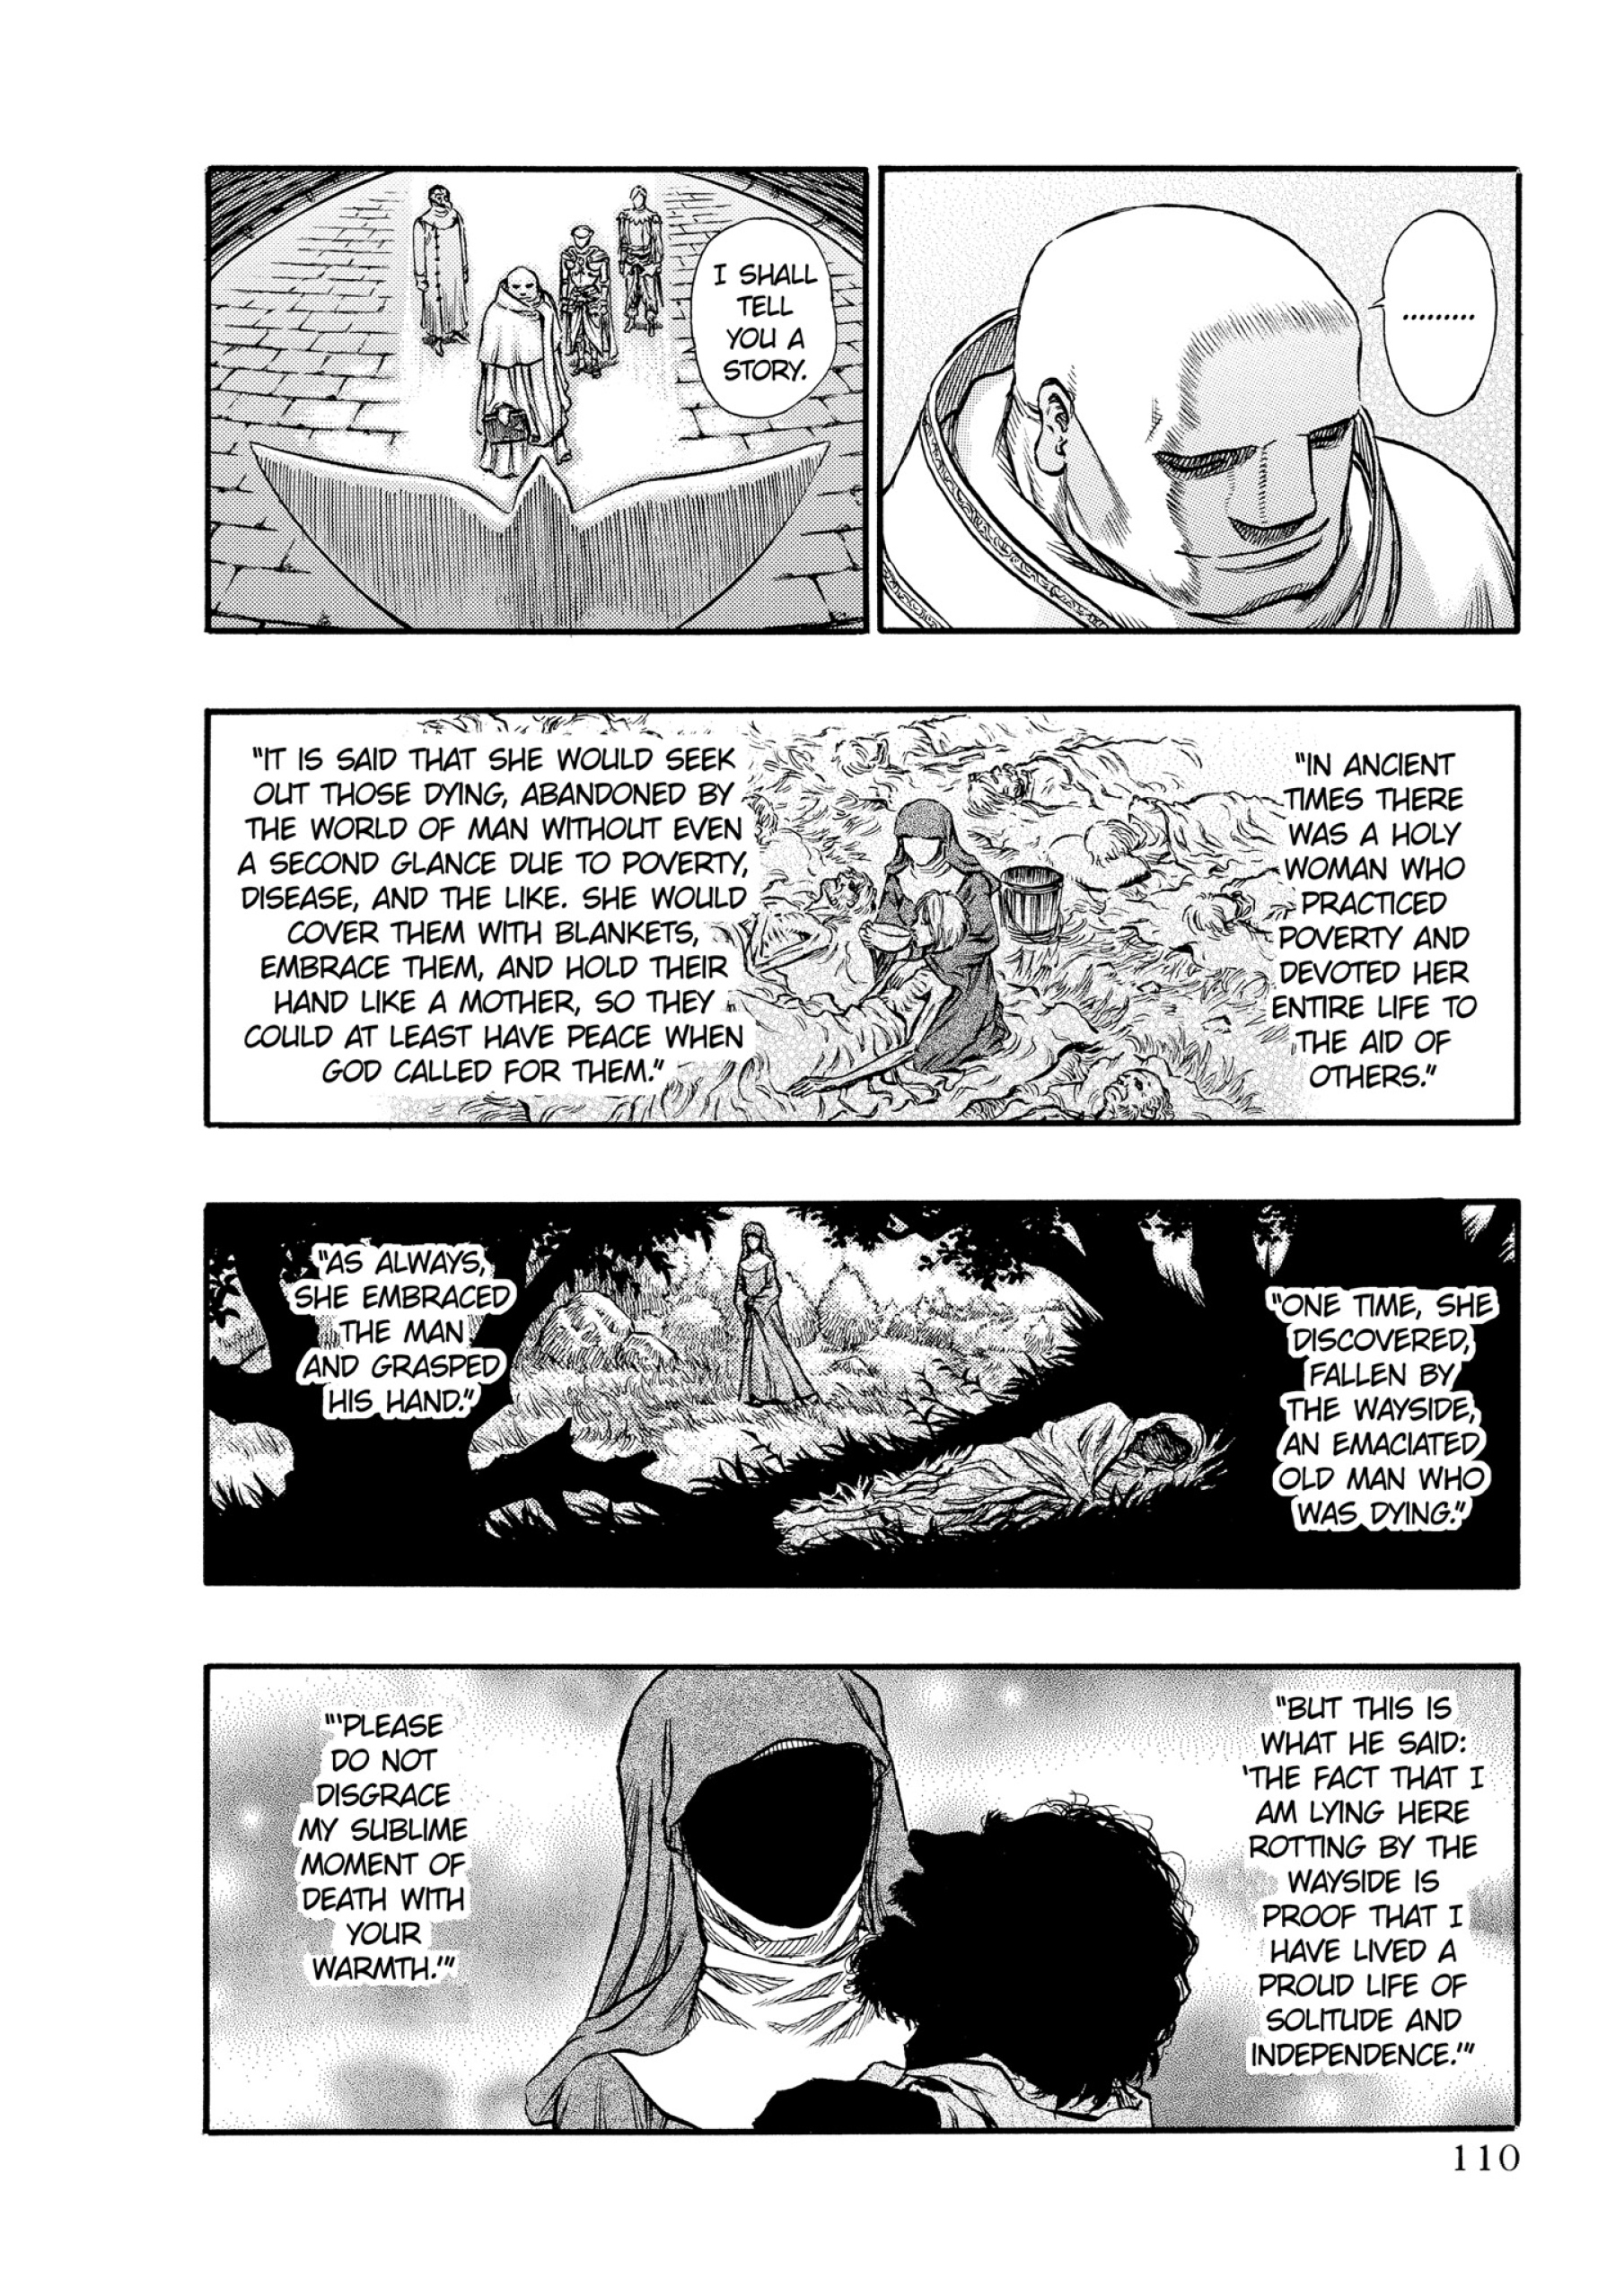 .........
I SHALL
TELL
YOU A
STORY.
"IN ANCIENT
TIMES THERE
WAS A HOLY
WOMAN WHO
PRACTICED
POVERTY AND
DEVOTED HER
ENTIRE LIFE TO
THE AID OF
OTHERS."
"IT IS SAID THAT SHE WOULD SEEK
OUT THOSE DYING, ABANDONED BY
THE WORLD OF MAN WITHOUT EVEN
A SECOND GLANCE DUE TO POVERTY,
DISEASE, AND THE LIKE. SHE WOULD
COVER THEM WITH BLANKETS,
EMBRACE THEM, AND HOLD THEIR
HAND LIKE A MOTHER, SO THEY
COULD AT LEAST HAVE PEACE WHEN
GOD CALLED FOR THEM."
"ONE TIME, SHE
DISCOVERED,
FALLEN BY
THE WAYSIDE,
AN EMACIATED
OLD MAN WHO
WAS DYING."
"AS ALWAYS,
SHE EMBRACED
THE MAN
AND GRASPED
HIS HAND."
"BUT THIS IS
WHAT HE SAID:
'THE FACT THAT I
AM LYING HERE
ROTTING BY THE
WAYSIDE IS
PROOF THAT I
HAVE LIVED A
PROUD LIFE OF
SOLITUDE AND
INDEPENDENCE.'"
"'PLEASE
DO NOT
DISGRACE
MY SUBLIME
MOMENT OF
DEATH WITH
YOUR
WARMTH.'"
110